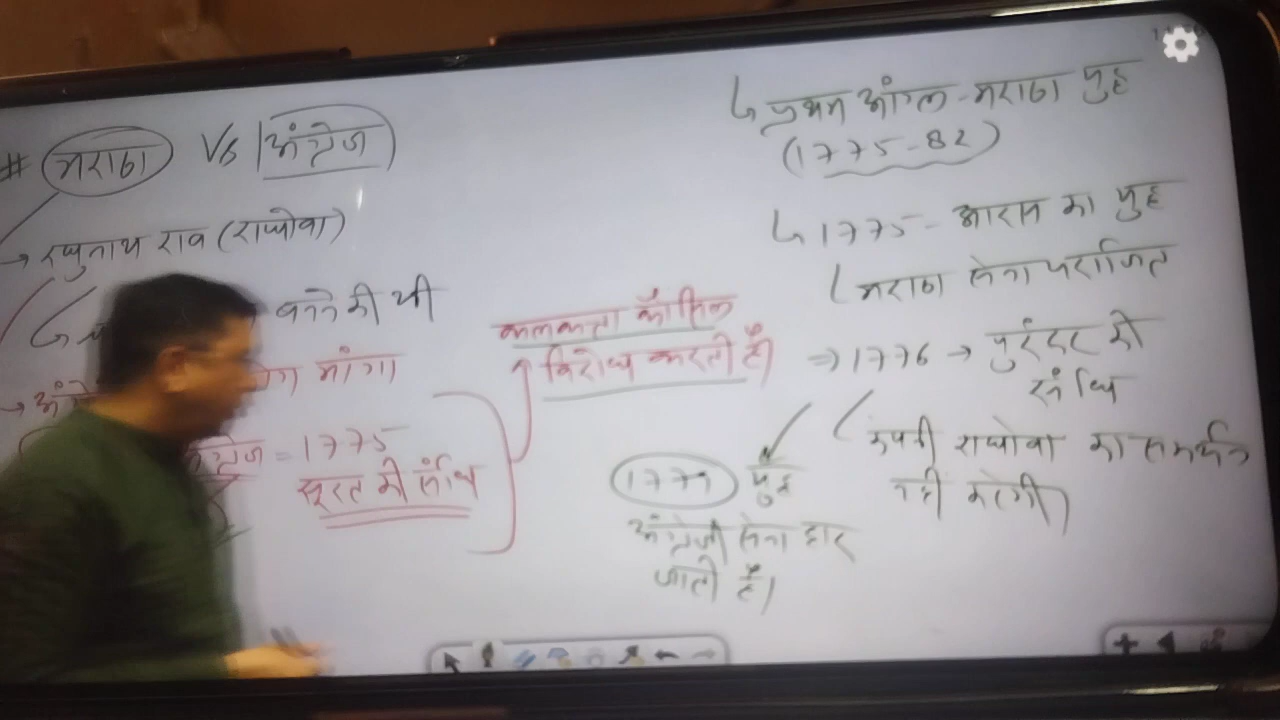 # मराठा Vs अंग्रेज
→ रघुनाथ राव (राघोवा)
बनने की थी
मांगा
अंग्रेज = 1775
सूरत की संधि
कलकत्ता कौंसिल
विरोध करती है।
प्रथम आंग्ल-मराठा युद्ध
(1775-82)
1775 - आरास का युद्ध
मराठा सेना पराजित
⇒ 1776 → पुरंदर की
संधि
कंपनी राघोवा का समर्थन
नही करेगी
1779 युद्ध
अंग्रेजी सेना हार
जाती है।